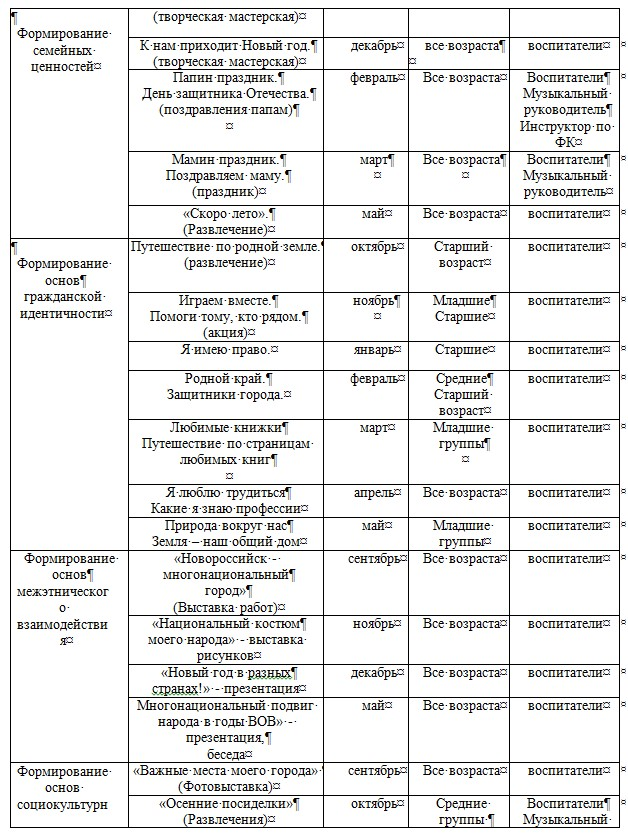 (творческая мастерская)
Формирование
семейных
ценностей
К нам приходит Новый год.
(творческая мастерская)
декабрь
все возраста
воспитатели
Папин праздник.
День защитника Отечества.
(поздравления папам)
февраль
Все возраста
Воспитатели
Музыкальный
руководитель
Инструктор по
ФК
Мамин праздник.
Поздравляем маму.
(праздник)
март
Все возраста
Воспитатели
Музыкальный
руководитель
«Скоро лето».
(Развлечение)
май
Все возраста
воспитатели
Формирование
основ
гражданской
идентичности
Путешествие по родной земле.
(развлечение)
октябрь
Старший
возраст
воспитатели
Играем вместе.
Помоги тому, кто рядом.
(акция)
ноябрь
Младшие
Старшие
воспитатели
Я имею право.
январь
Старшие
воспитатели
Родной край.
Защитники города.
февраль
Средние
Старший
возраст
воспитатели
Любимые книжки
Путешествие по страницам
любимых книг
март
Младшие
группы
воспитатели
Я люблю трудиться
Какие я знаю профессии
апрель
Все возраста
воспитатели
Природа вокруг нас
Земля – наш общий дом
май
Младшие
группы
воспитатели
Формирование
основ
межэтническог
о
взаимодействи
я
«Новороссийск -
многонациональный
город»
(Выставка работ)
сентябрь
Все возраста
воспитатели
«Национальный костюм
моего народа» - выставка
рисунков
ноябрь
Все возраста
воспитатели
«Новый год в разных
странах!» - презентация
декабрь
Все возраста
воспитатели
Многонациональный подвиг
народа в годы ВОВ» -
презентация,
беседа
май
Все возраста
воспитатели
Формирование
основ
социокультурн
«Важные места моего города»
(Фотовыставка)
сентябрь
Все возраста
воспитатели
«Осенние посиделки»
(Развлечения)
октябрь
Средние
группы
Воспитатели
Музыкальный